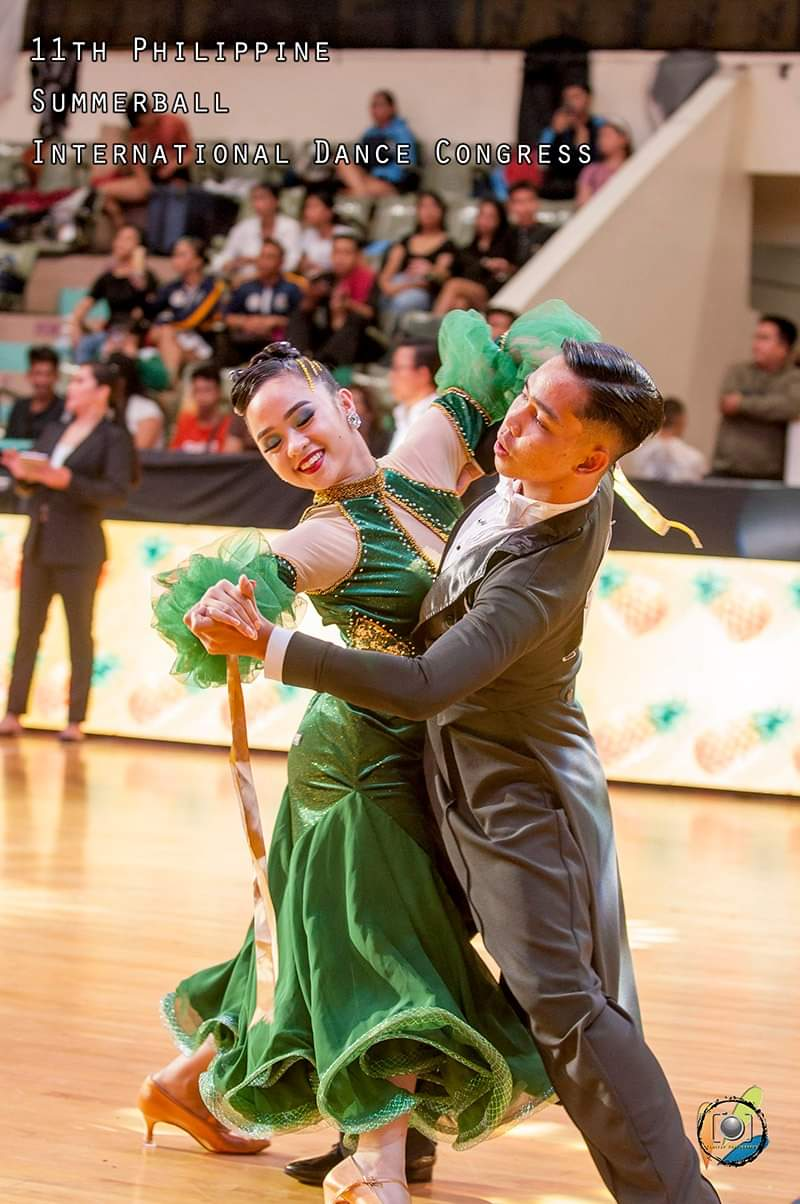 11th Philippine
Summerball
International Dance Congress